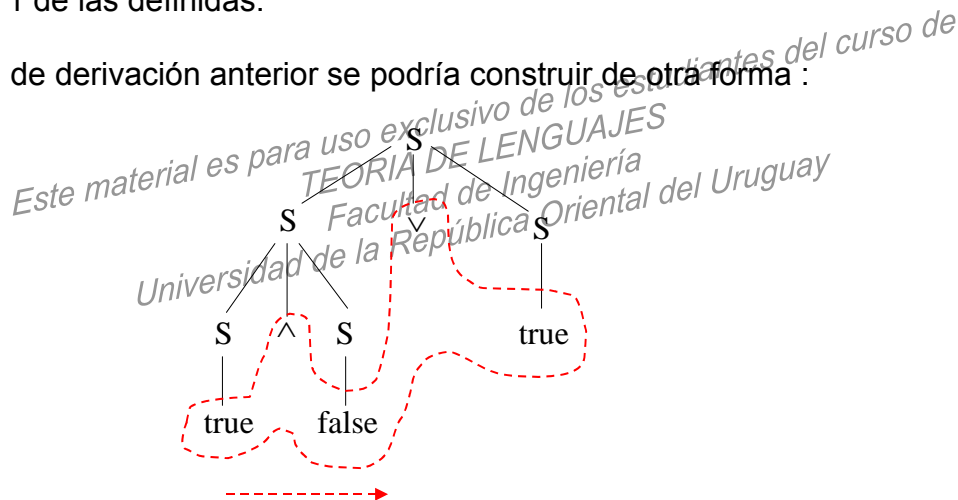 1 de las definidas.
de derivación anterior se podría construir de otra forma :
Este material es para uso exclusivo de los estudiantes del curso de
TEORIA DE LENGUAJES
Facultad de Ingeniería
Universidad de la República Oriental del Uruguay
S
S ∨ S
S ^ S true
true false